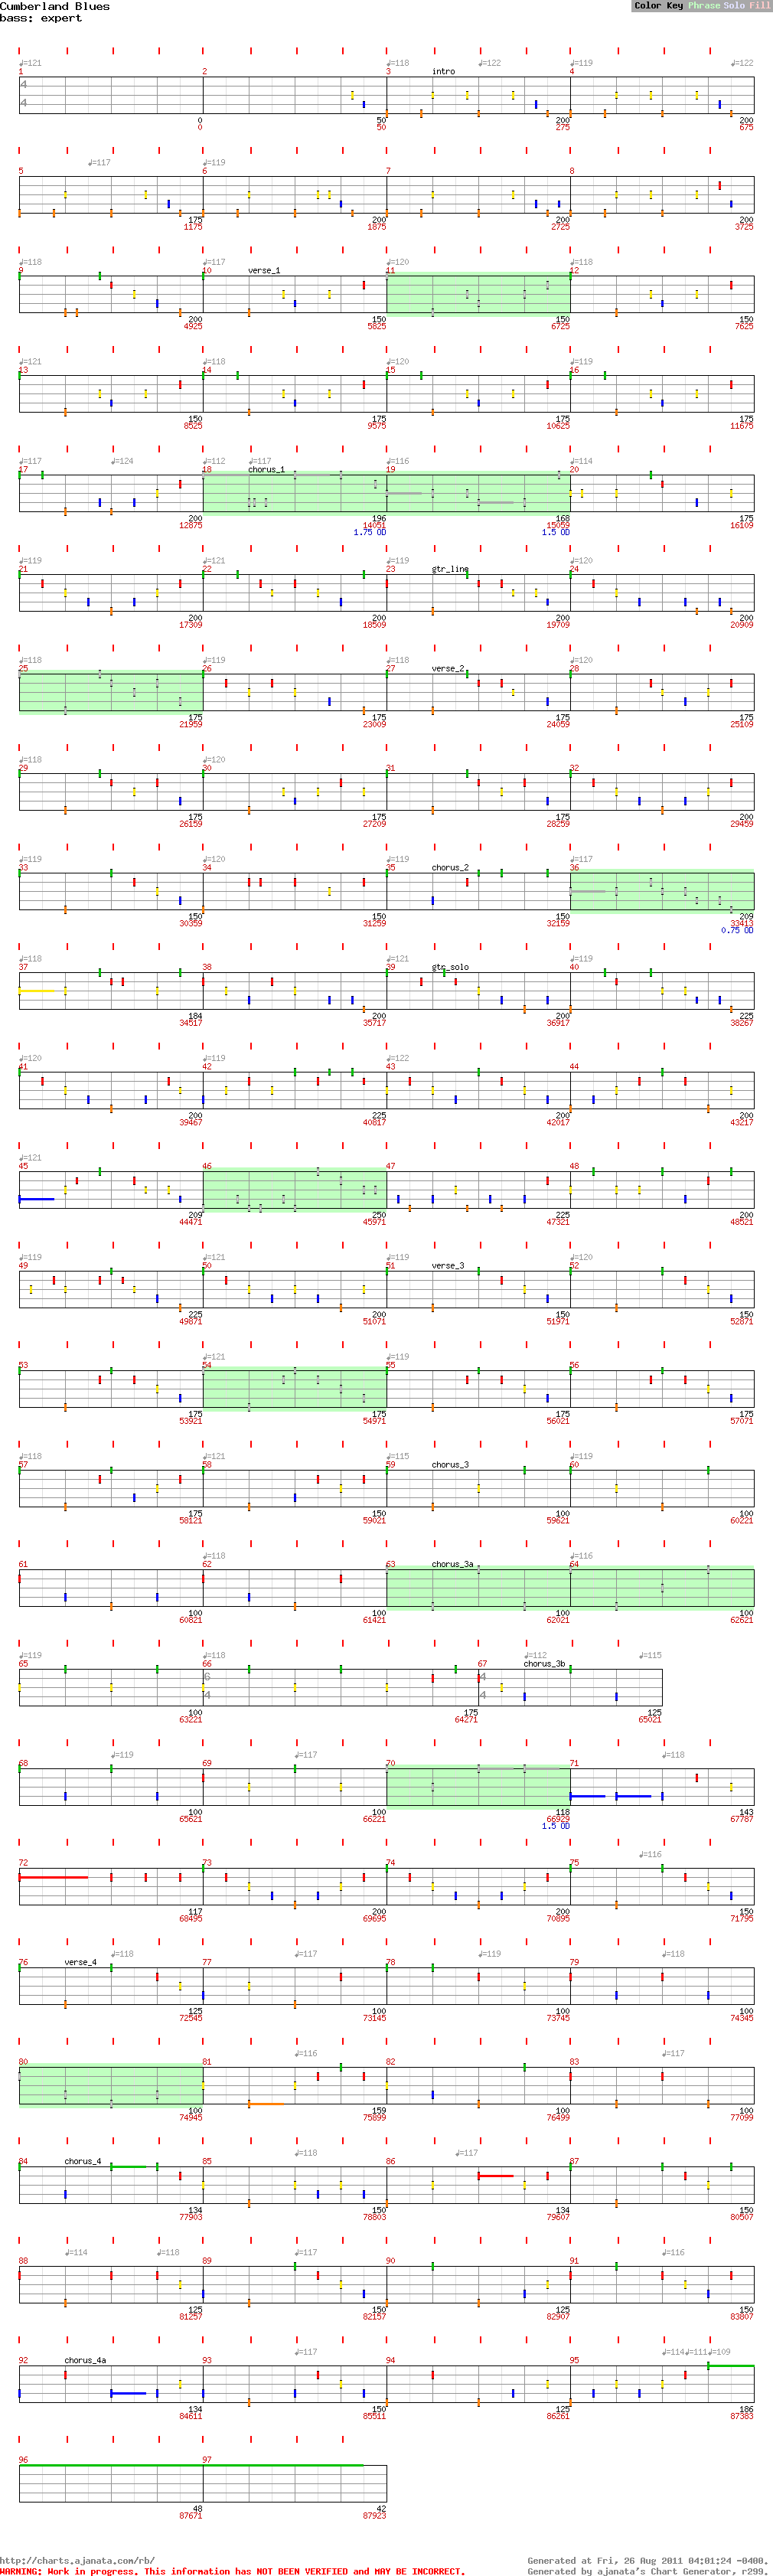 Cumberland Blues
Color Key Phrase Solo Fill
bass: expert
♩=121 ♩=118 ♩=122 ♩=119 ♩=122
1 2 3 intro 4
4
4
0 50 200 200
0 50 275 675
♩=117 ♩=119
5 6 7 8
175 200 200 200
1175 1875 2725 3725
♩=118 ♩=117 ♩=120 ♩=118
9 10 verse_1 11 12
200 150 150 150
4925 5825 6725 7625
♩=121 ♩=118 ♩=120 ♩=119
13 14 15 16
150 175 175 175
8525 9575 10625 11675
♩=117 ♩=124 ♩=112 ♩=117 ♩=116 ♩=114
17 18 chorus_1 19 20
200 196 168 175
12875 14051 15059 16109
1.75 OD 1.5 OD
♩=119 ♩=121 ♩=119 ♩=120
21 22 23 gtr_line 24
200 200 200 200
17309 18509 19709 20909
♩=118 ♩=119 ♩=118 ♩=120
25 26 27 verse_2 28
175 175 175 175
21959 23009 24059 25109
♩=118 ♩=120
29 30 31 32
175 175 175 200
26159 27209 28259 29459
♩=119 ♩=120 ♩=119 ♩=117
33 34 35 chorus_2 36
150 150 150 209
30359 31259 32159 33413
0.75 OD
♩=118 ♩=121 ♩=119
37 38 39 gtr_solo 40
184 200 200 225
34517 35717 36917 38267
♩=120 ♩=119 ♩=122
41 42 43 44
200 225 200 200
39467 40817 42017 43217
♩=121
45 46 47 48
209 250 225 200
44471 45971 47321 48521
♩=119 ♩=121 ♩=119 ♩=120
49 50 51 verse_3 52
225 200 150 150
49871 51071 51971 52871
♩=121 ♩=119
53 54 55 56
175 175 175 175
53921 54971 56021 57071
♩=118 ♩=121 ♩=115 ♩=119
57 58 59 chorus_3 60
175 150 100 100
58121 59021 59621 60221
♩=118 ♩=116
61 62 63 chorus_3a 64
100 100 100 100
60821 61421 62021 62621
♩=119 ♩=118 ♩=112 ♩=115
65 66 67 chorus_3b
6 4
4 4
100 175 125
63221 64271 65021
♩=119 ♩=117 ♩=118
68 69 70 71
100 100 118 143
65621 66221 66929 67787
1.5 OD
♩=116
72 73 74 75
117 200 200 150
68495 69695 70895 71795
♩=118 ♩=117 ♩=119 ♩=118
76 verse_4 77 78 79
125 100 100 100
72545 73145 73745 74345
♩=116 ♩=117
80 81 82 83
100 159 100 100
74945 75899 76499 77099
♩=118 ♩=117
84 chorus_4 85 86 87
134 150 134 150
77903 78803 79607 80507
♩=114 ♩=118 ♩=117 ♩=116
88 89 90 91
125 150 125 150
81257 82157 82907 83807
♩=117 ♩=114 ♩=111 ♩=109
92 chorus_4a 93 94 95
134 150 125 186
84611 85511 86261 87383
96 97
48 42
87671 87923
http://charts.ajanata.com/rb/ Generated at Fri, 26 Aug 2011 04:01:24 -0400.
WARNING: Work in progress. This information has NOT BEEN VERIFIED and MAY BE INCORRECT. Generated by ajanata's Chart Generator, r299.